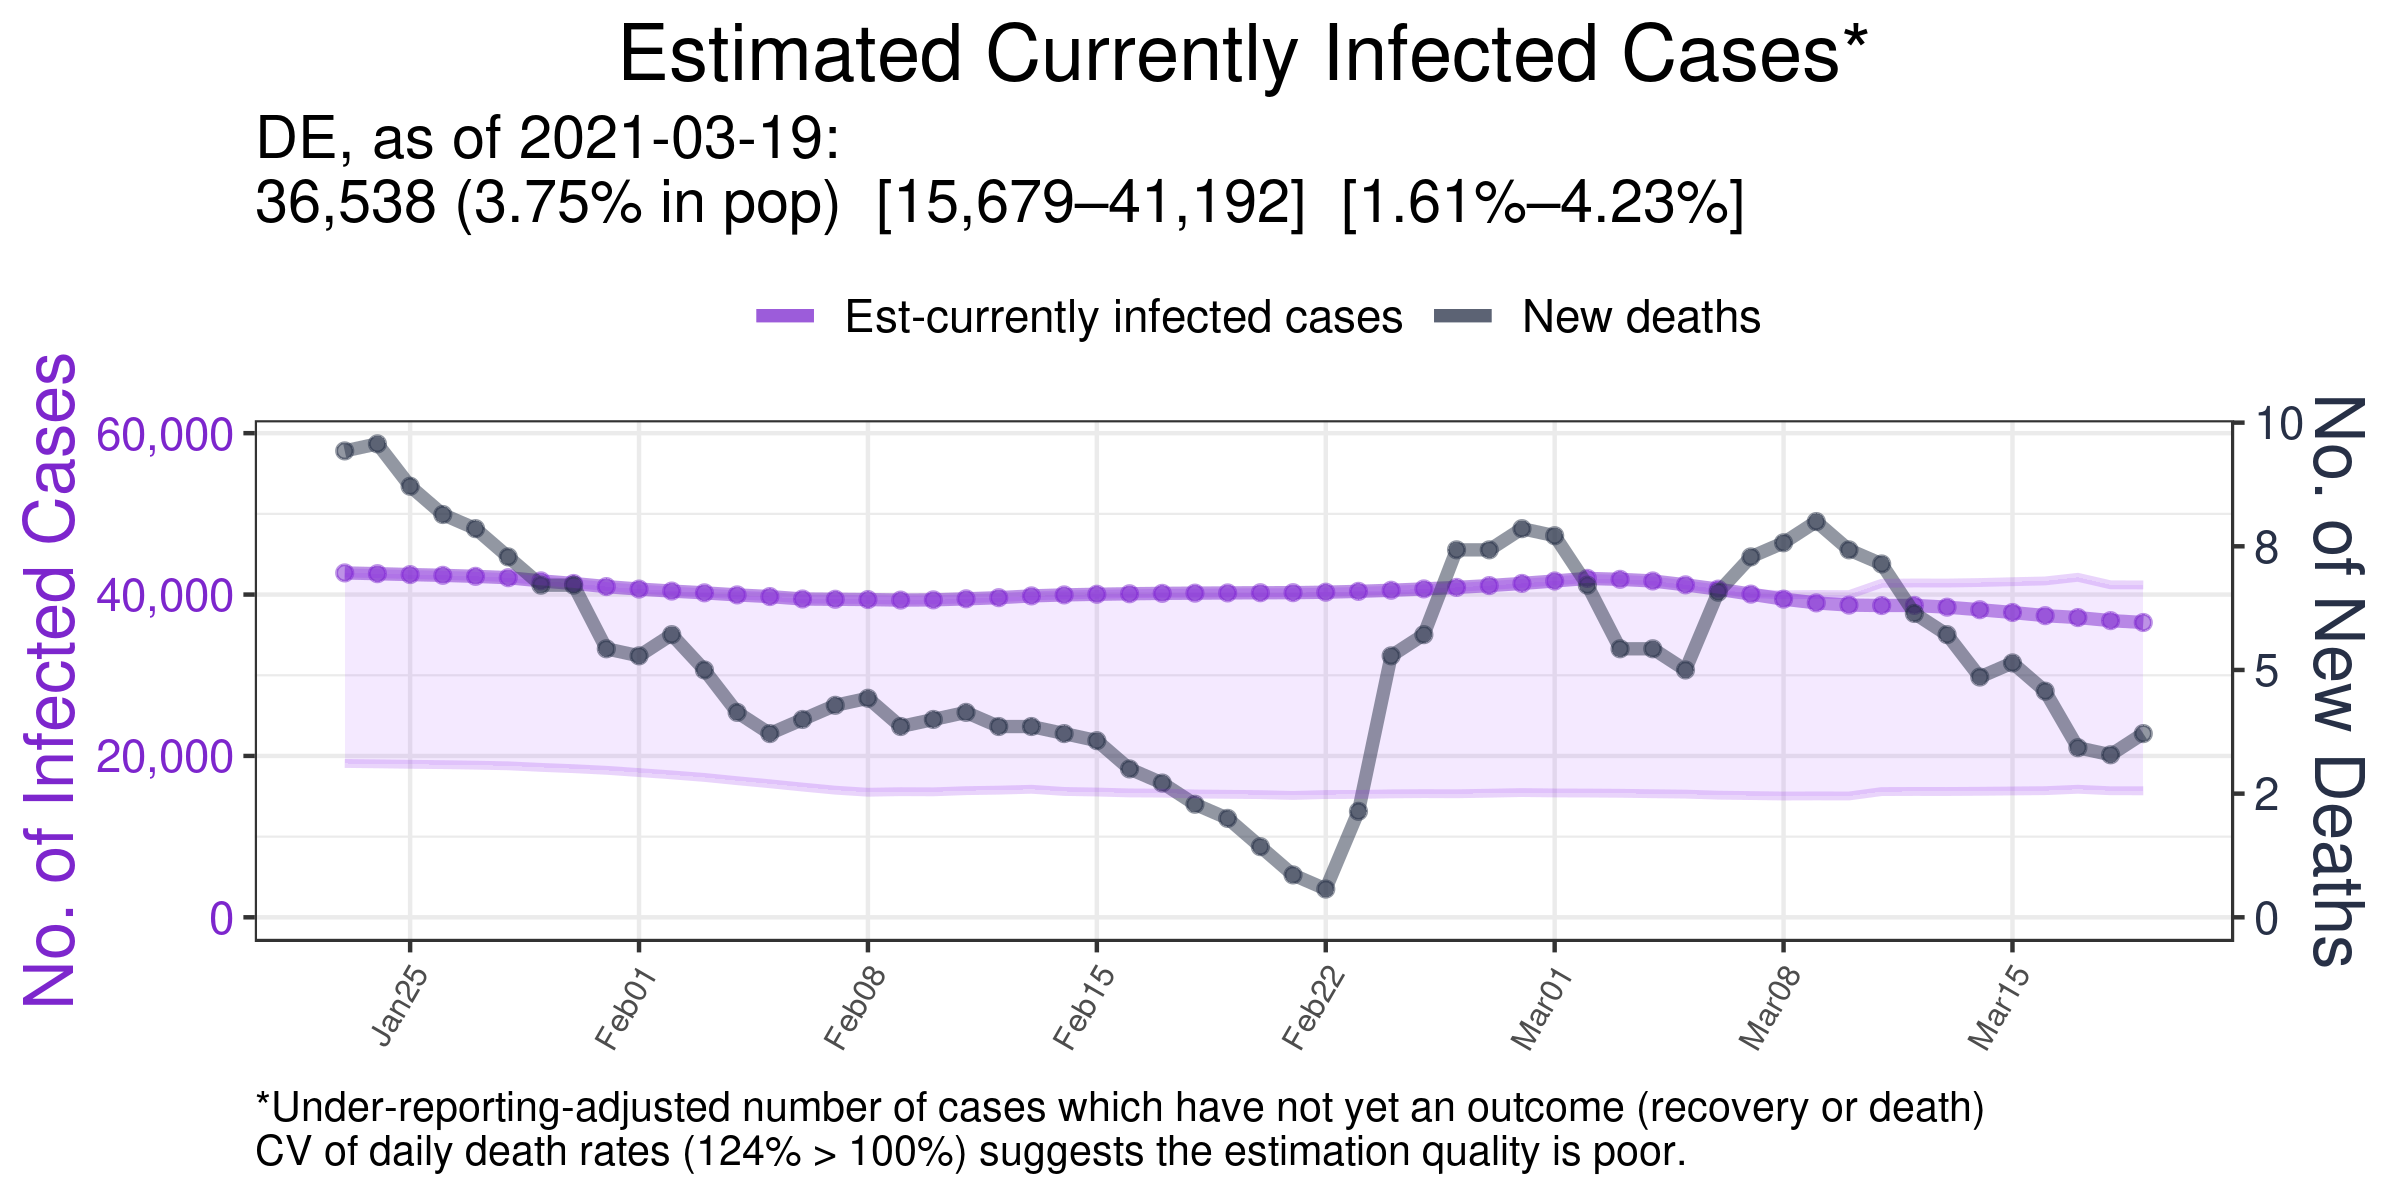 Estimated Currently Infected Cases*
DE, as of 2021-03-19:
36,538 (3.75% in pop)  [15,679–41,192]  [1.61%–4.23%]
Est-currently infected cases
New deaths
No. of Infected Cases
60,000
40,000
20,000
0
10
8
5
2
0
No. of New Deaths
Jan25
Feb01
Feb08
Feb15
Feb22
Mar01
Mar08
Mar15
*Under-reporting-adjusted number of cases which have not yet an outcome (recovery or death)
CV of daily death rates (124% > 100%) suggests the estimation quality is poor.